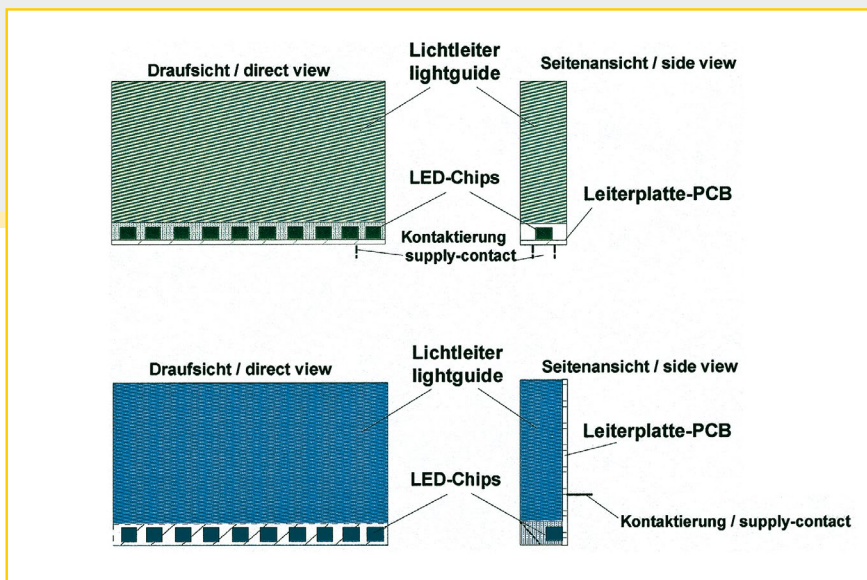 Lichtleiter
lightguide
Draufsicht / direct view
Seitenansicht / side view
LED-Chips
Leiterplatte-PCB
Kontaktierung
supply-contact
Lichtleiter
lightguide
Draufsicht / direct view
Seitenansicht / side view
Leiterplatte-PCB
LED-Chips
Kontaktierung / supply-contact